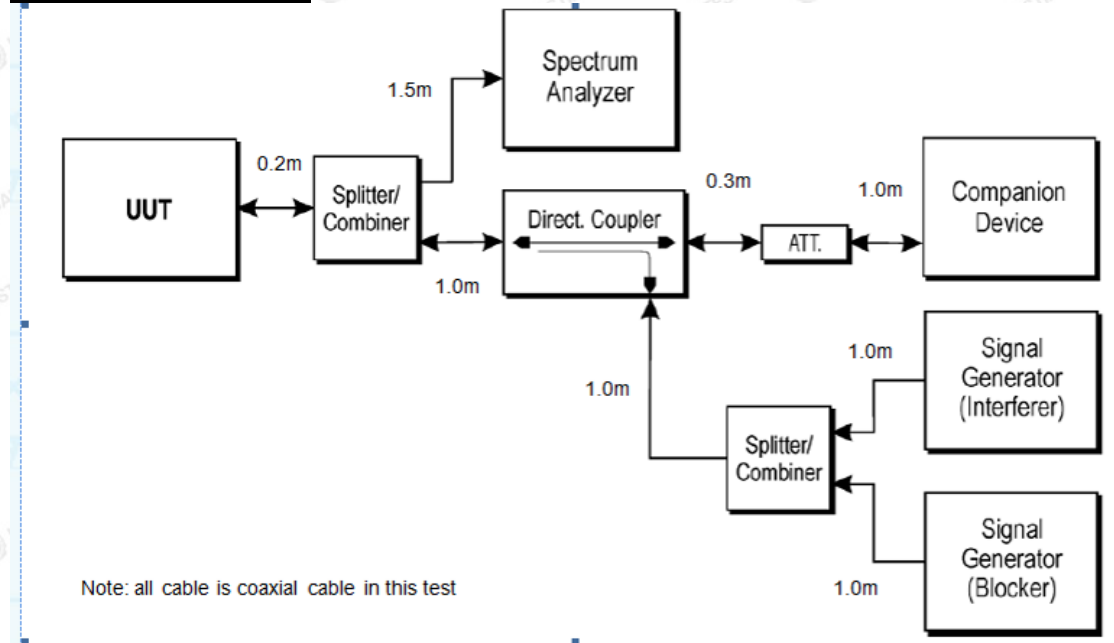 Spectrum
Analyzer
1.5m
UUT
0.2m
Splitter/
Combiner
1.0m
Direct. Coupler
0.3m
ATT.
1.0m
Companion
Device
1.0m
Splitter/
Combiner
1.0m
Signal
Generator
(Interferer)
1.0m
Signal
Generator
(Blocker)
Note: all cable is coaxial cable in this test